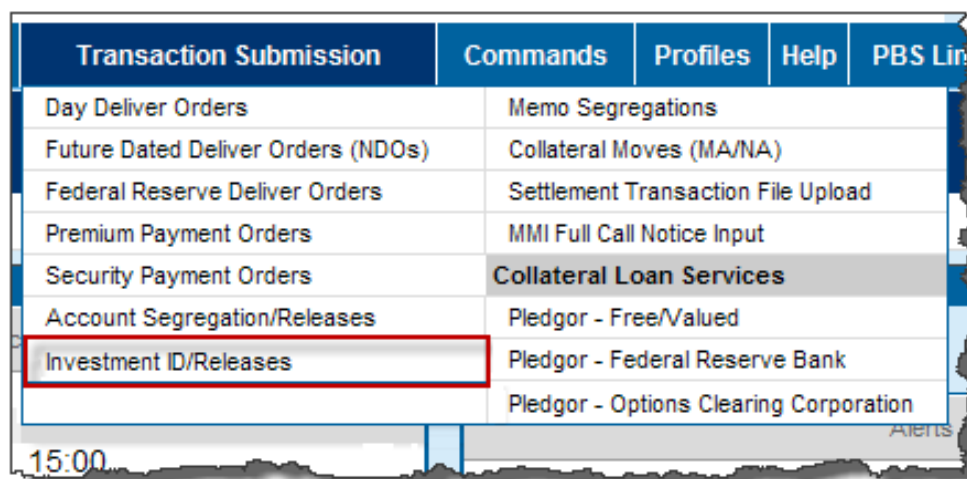 Transaction Submission Commands Profiles Help PBS Lin
Day Deliver Orders
Future Dated Deliver Orders (NDOs)
Federal Reserve Deliver Orders
Premium Payment Orders
Security Payment Orders
Account Segregation/Releases
Investment ID/Releases
Memo Segregations
Collateral Moves (MA/NA)
Settlement Transaction File Upload
MMI Full Call Notice Input
Collateral Loan Services
Pledgor - Free/Valued
Pledgor - Federal Reserve Bank
Pledgor - Options Clearing Corporation
Alerts
15:00